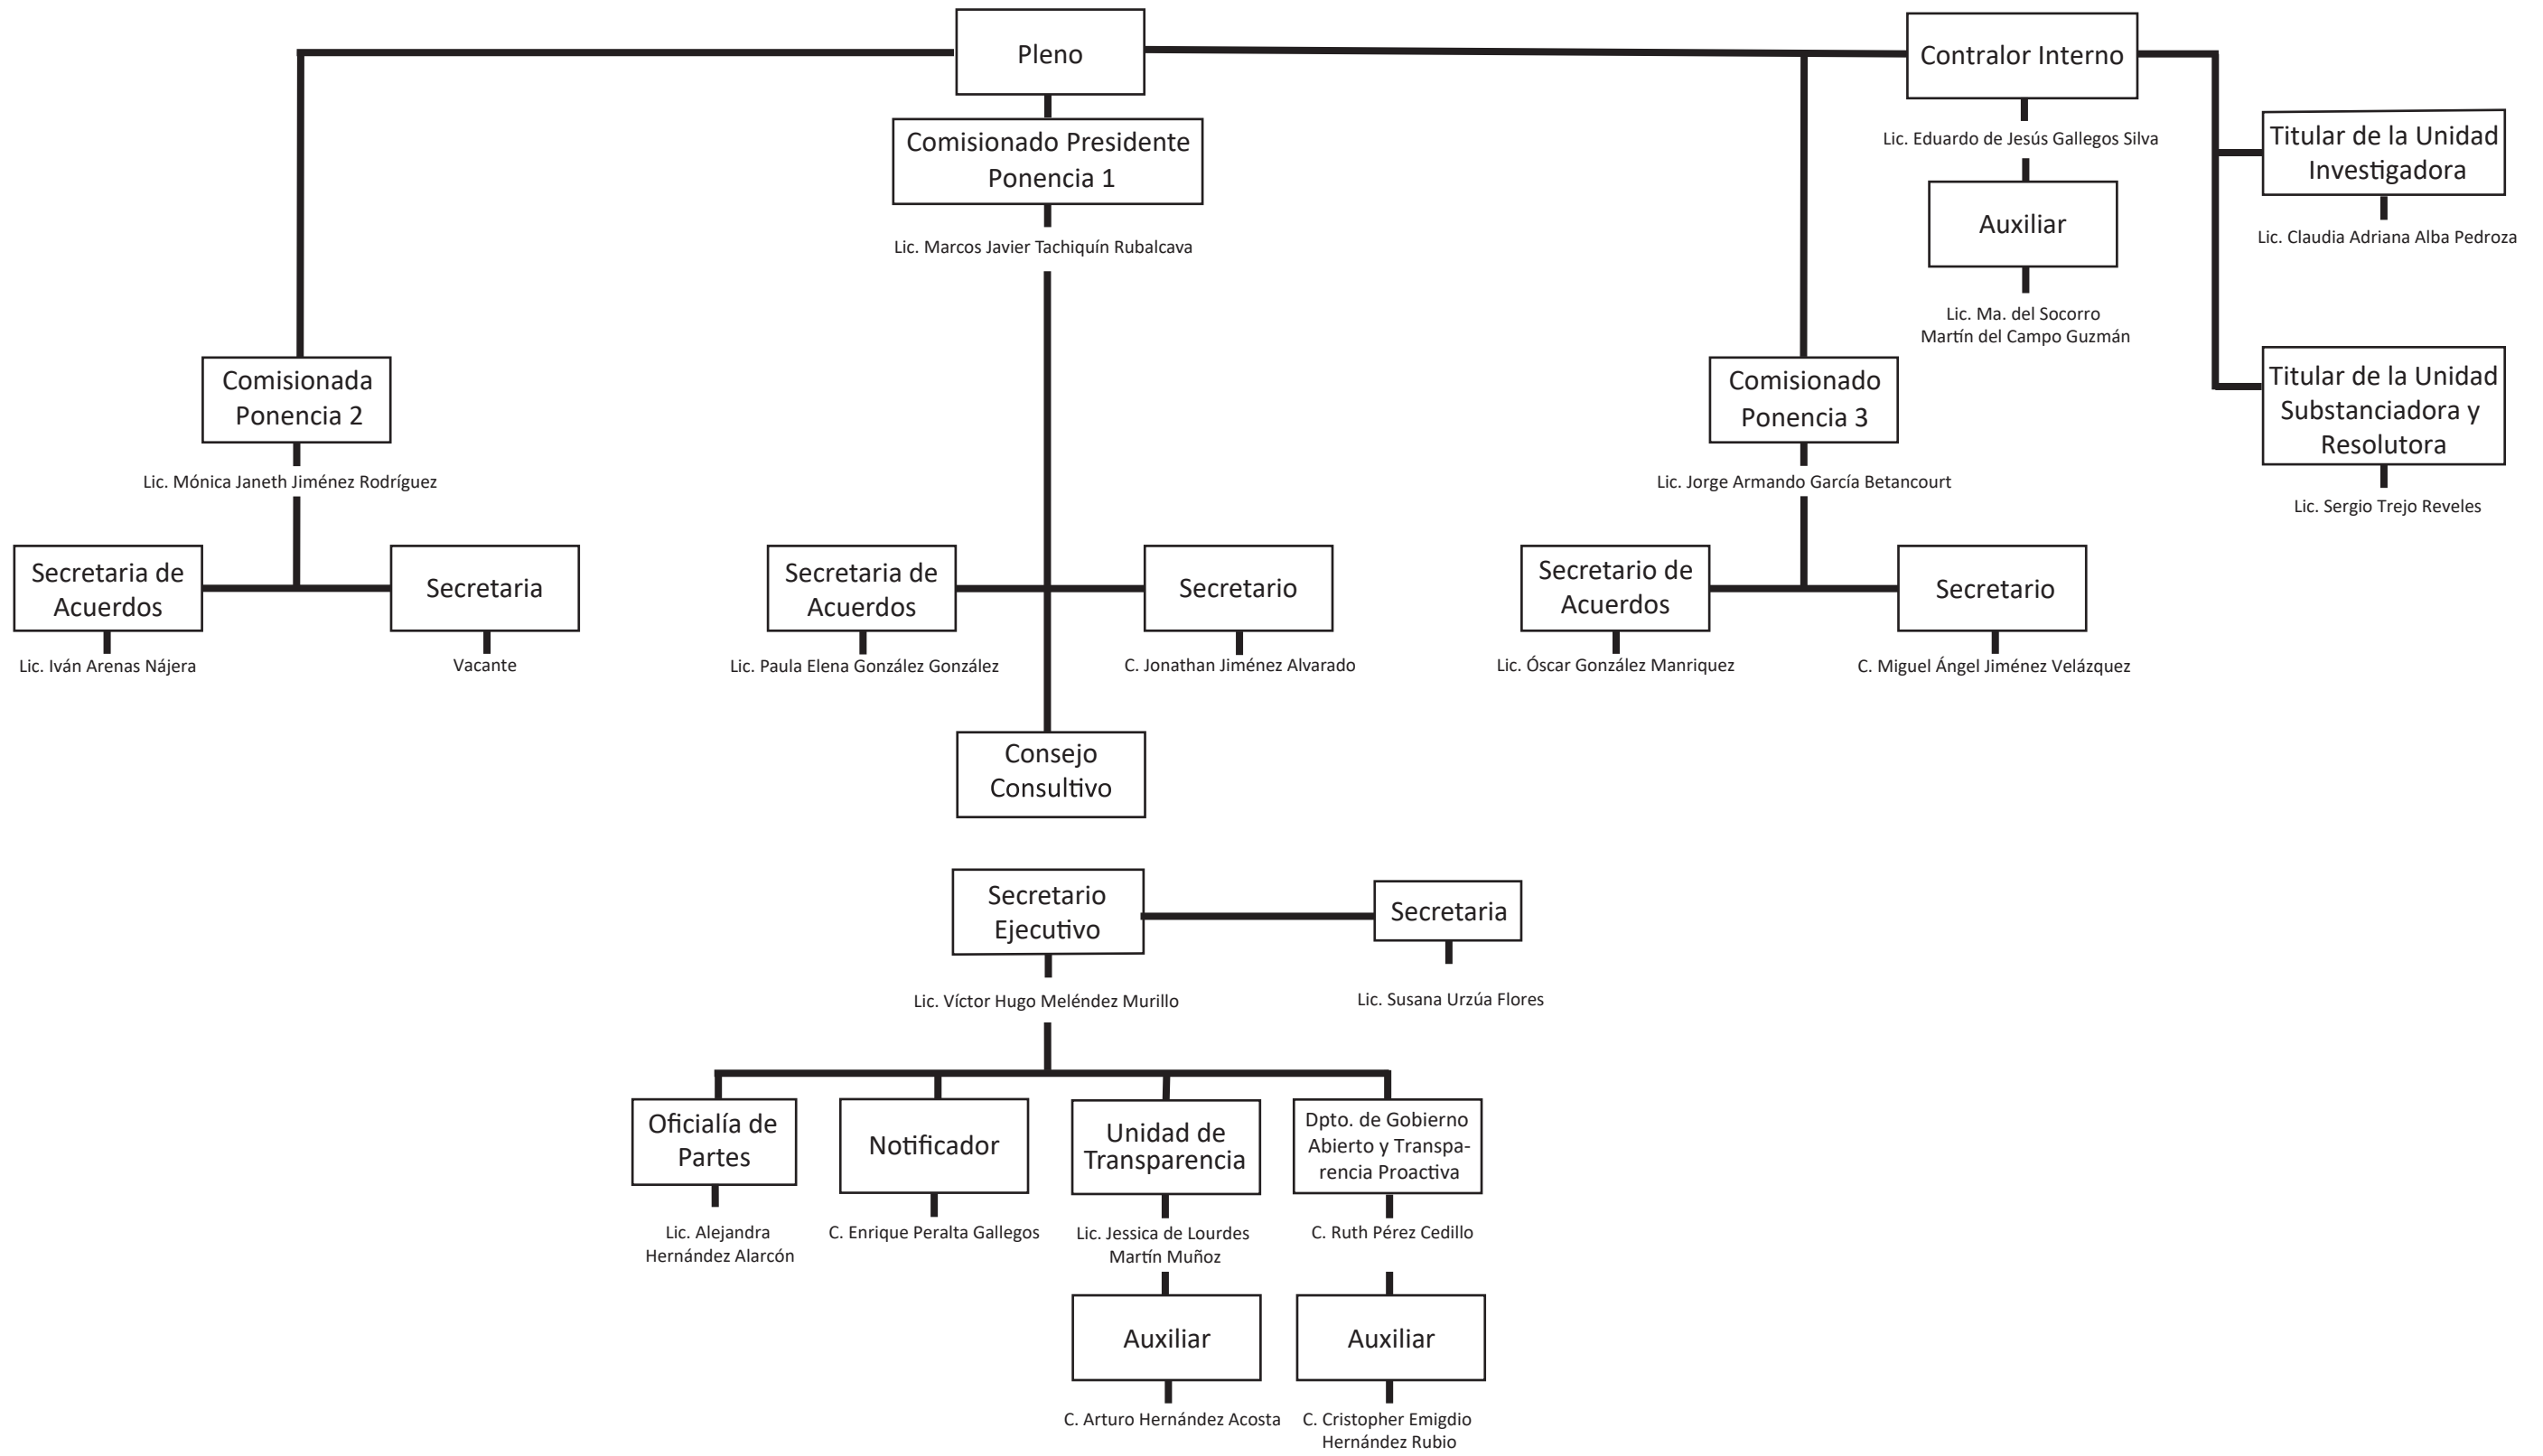 Pleno
Contralor Interno
Comisionado Presidente
Ponencia 1
Lic. Eduardo de Jesús Gallegos Silva
Titular de la Unidad
Investigadora
Lic. Marcos Javier Tachiquín Rubalcava
Auxiliar
Lic. Claudia Adriana Alba Pedroza
Lic. Ma. del Socorro
Martín del Campo Guzmán
Comisionada
Ponencia 2
Comisionado
Ponencia 3
Titular de la Unidad
Substanciadora y
Resolutora
Lic. Mónica Janeth Jiménez Rodríguez
Lic. Jorge Armando García Betancourt
Lic. Sergio Trejo Reveles
Secretaria de
Acuerdos
Secretaria
Secretaria de
Acuerdos
Secretario
Secretario de
Acuerdos
Secretario
Lic. Iván Arenas Nájera
Vacante
Lic. Paula Elena González González
C. Jonathan Jiménez Alvarado
Lic. Óscar González Manriquez
C. Miguel Ángel Jiménez Velázquez
Consejo
Consultivo
Secretario
Ejecutivo
Secretaria
Lic. Víctor Hugo Meléndez Murillo
Lic. Susana Urzúa Flores
Oficialía de
Partes
Notificador
Unidad de
Transparencia
Dpto. de Gobierno
Abierto y Transpa-
rencia Proactiva
Lic. Alejandra
Hernández Alarcón
C. Enrique Peralta Gallegos
Lic. Jessica de Lourdes
Martín Muñoz
C. Ruth Pérez Cedillo
Auxiliar
Auxiliar
C. Arturo Hernández Acosta
C. Cristopher Emigdio
Hernández Rubio